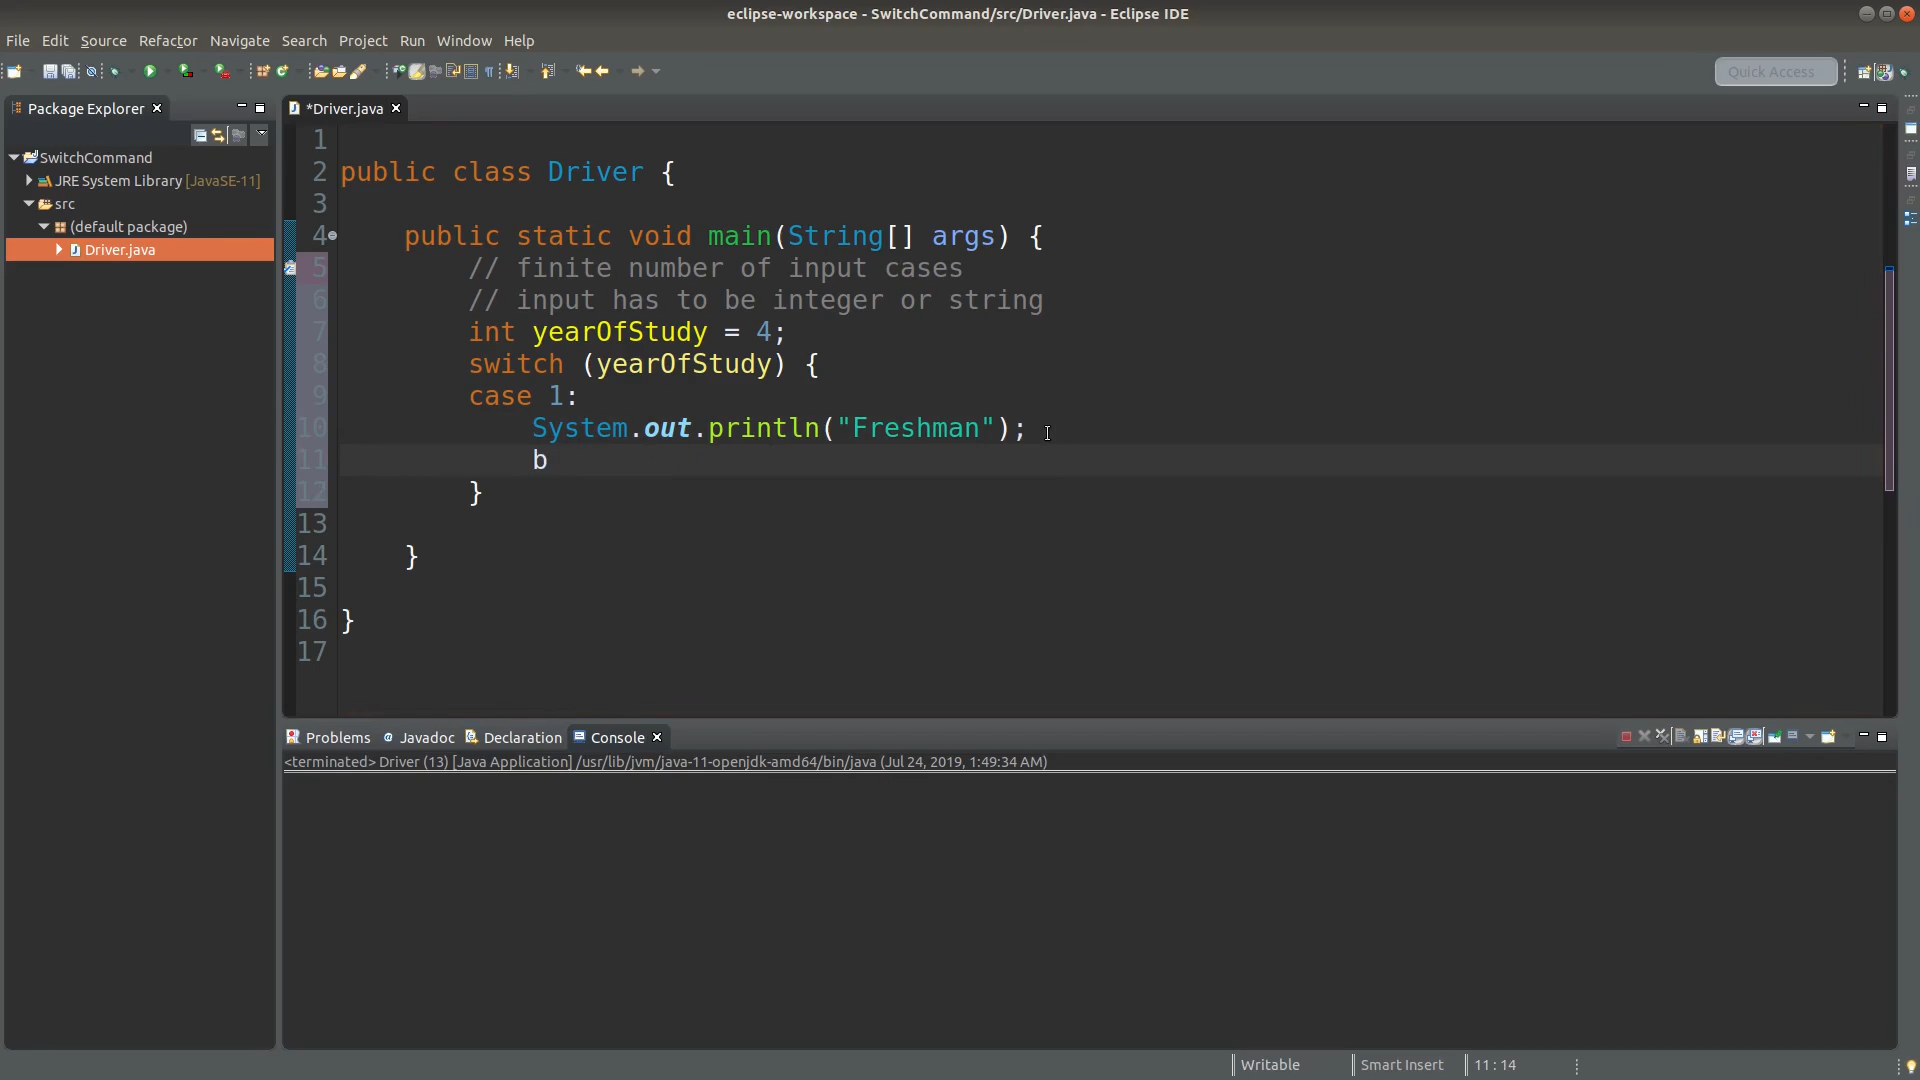 eclipse-workspace - SwitchCommand/src/Driver.java - Eclipse IDE
File Edit Source Refactor Navigate Search Project Run Window Help
Quick Access
Package Explorer
*Driver.java
SwitchCommand
JRE System Library [JavaSE-11]
src
(default package)
Driver.java
1
2 public class Driver {
3
4 public static void main(String[] args) {
5 // finite number of input cases
6 // input has to be integer or string
7 int yearOfStudy = 4;
8 switch (yearOfStudy) {
9 case 1:
10 System.out.println("Freshman");
11 b
12 }
13
14 }
15
16 }
17
Problems Javadoc Declaration Console
<terminated> Driver (13) [Java Application] /usr/lib/jvm/java-11-openjdk-amd64/bin/java (Jul 24, 2019, 1:49:34 AM)
Writable Smart Insert 11 : 14